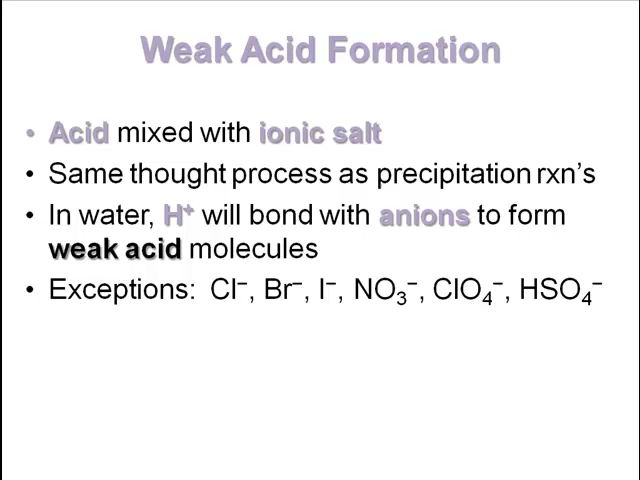 Weak Acid Formation
• Acid mixed with ionic salt
• Same thought process as precipitation rxn's
• In water, H⁺ will bond with anions to form
weak acid molecules
• Exceptions: Cl⁻, Br⁻, I⁻, NO₃⁻, ClO₄⁻, HSO₄⁻